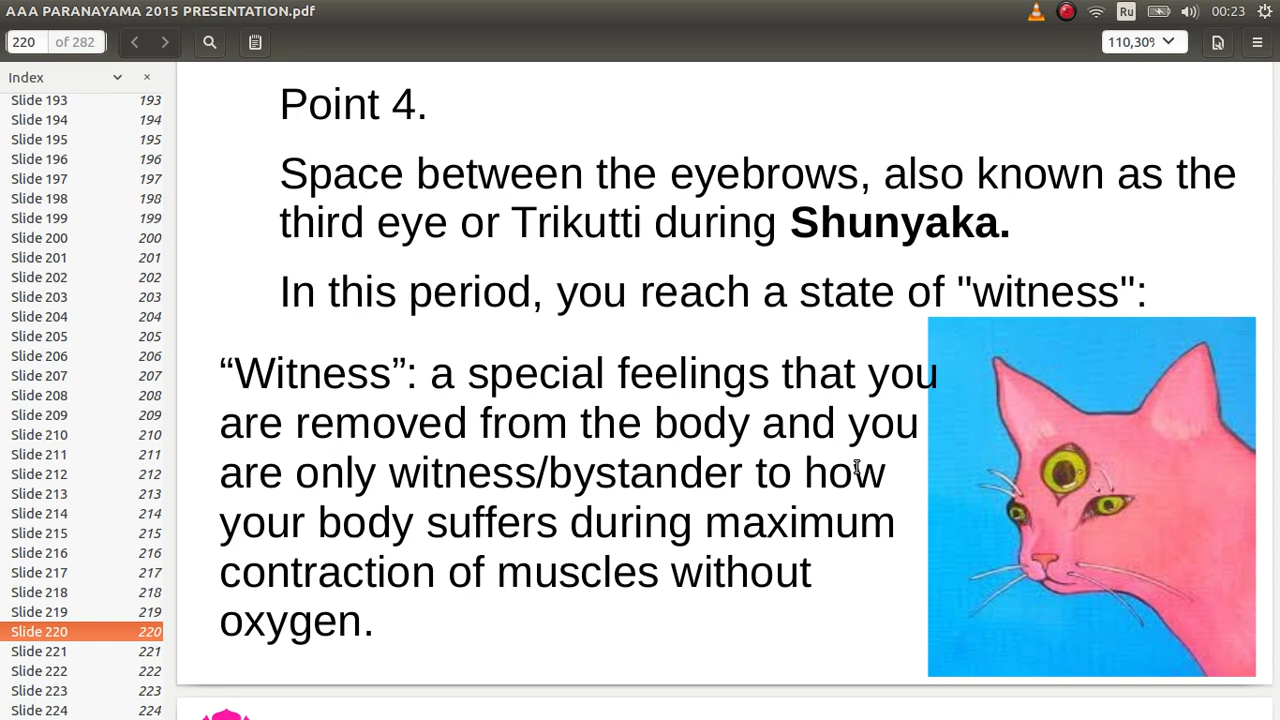 AAA PARANAYAMA 2015 PRESENTATION.pdf
Ru
00:23
220 of 282
110,30%
Index
Slide 193 193
Slide 194 194
Slide 195 195
Slide 196 196
Slide 197 197
Slide 198 198
Slide 199 199
Slide 200 200
Slide 201 201
Slide 202 202
Slide 203 203
Slide 204 204
Slide 205 205
Slide 206 206
Slide 207 207
Slide 208 208
Slide 209 209
Slide 210 210
Slide 211 211
Slide 212 212
Slide 213 213
Slide 214 214
Slide 215 215
Slide 216 216
Slide 217 217
Slide 218 218
Slide 219 219
Slide 220 220
Slide 221 221
Slide 222 222
Slide 223 223
Slide 224 224
Point 4.
Space between the eyebrows, also known as the
third eye or Trikutti during Shunyaka.
In this period, you reach a state of "witness":
“Witness”: a special feelings that you
are removed from the body and you
are only witness/bystander to how
your body suffers during maximum
contraction of muscles without
oxygen.